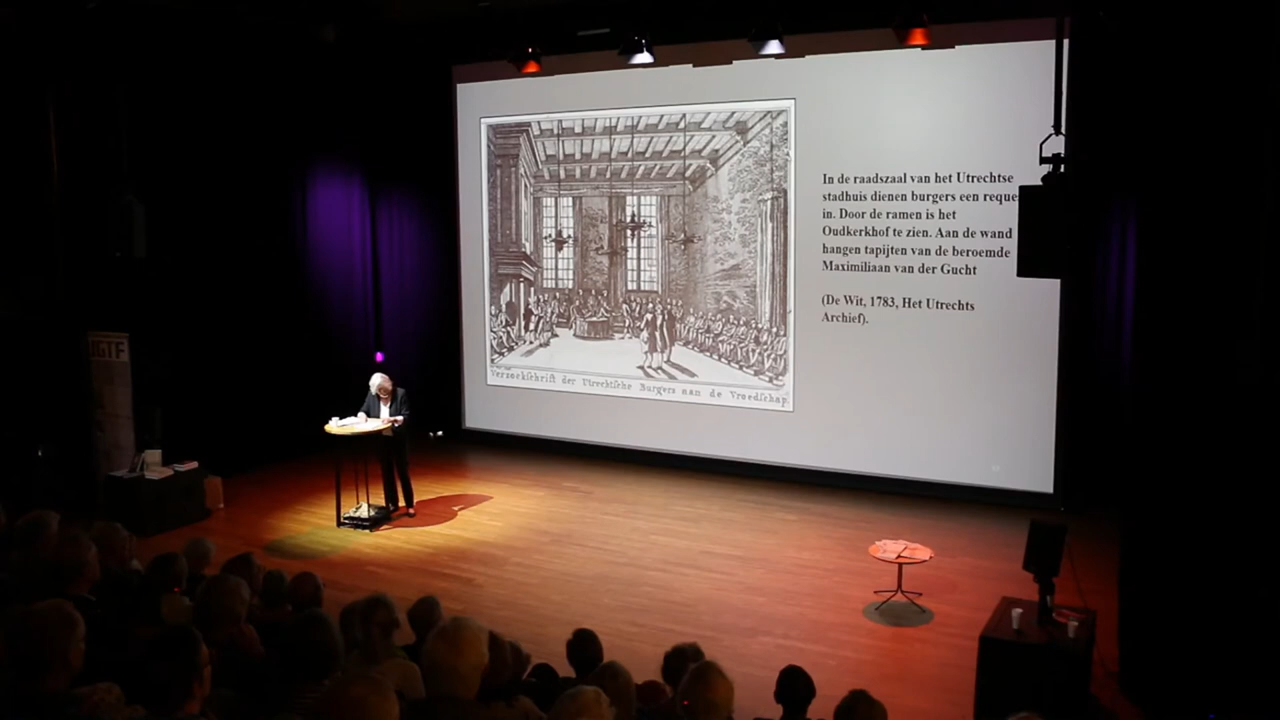 In de raadszaal van het Utrechtse
stadhuis dienen burgers een reque
in. Door de ramen is het
Oudkerkhof te zien. Aan de wand
hangen tapijten van de beroemde
Maximiliaan van der Gucht
(De Wit, 1783, Het Utrechts
Archief).
Verzoekschrift der Utrechtsche Burgers aan de Vroedschap.
UGTF